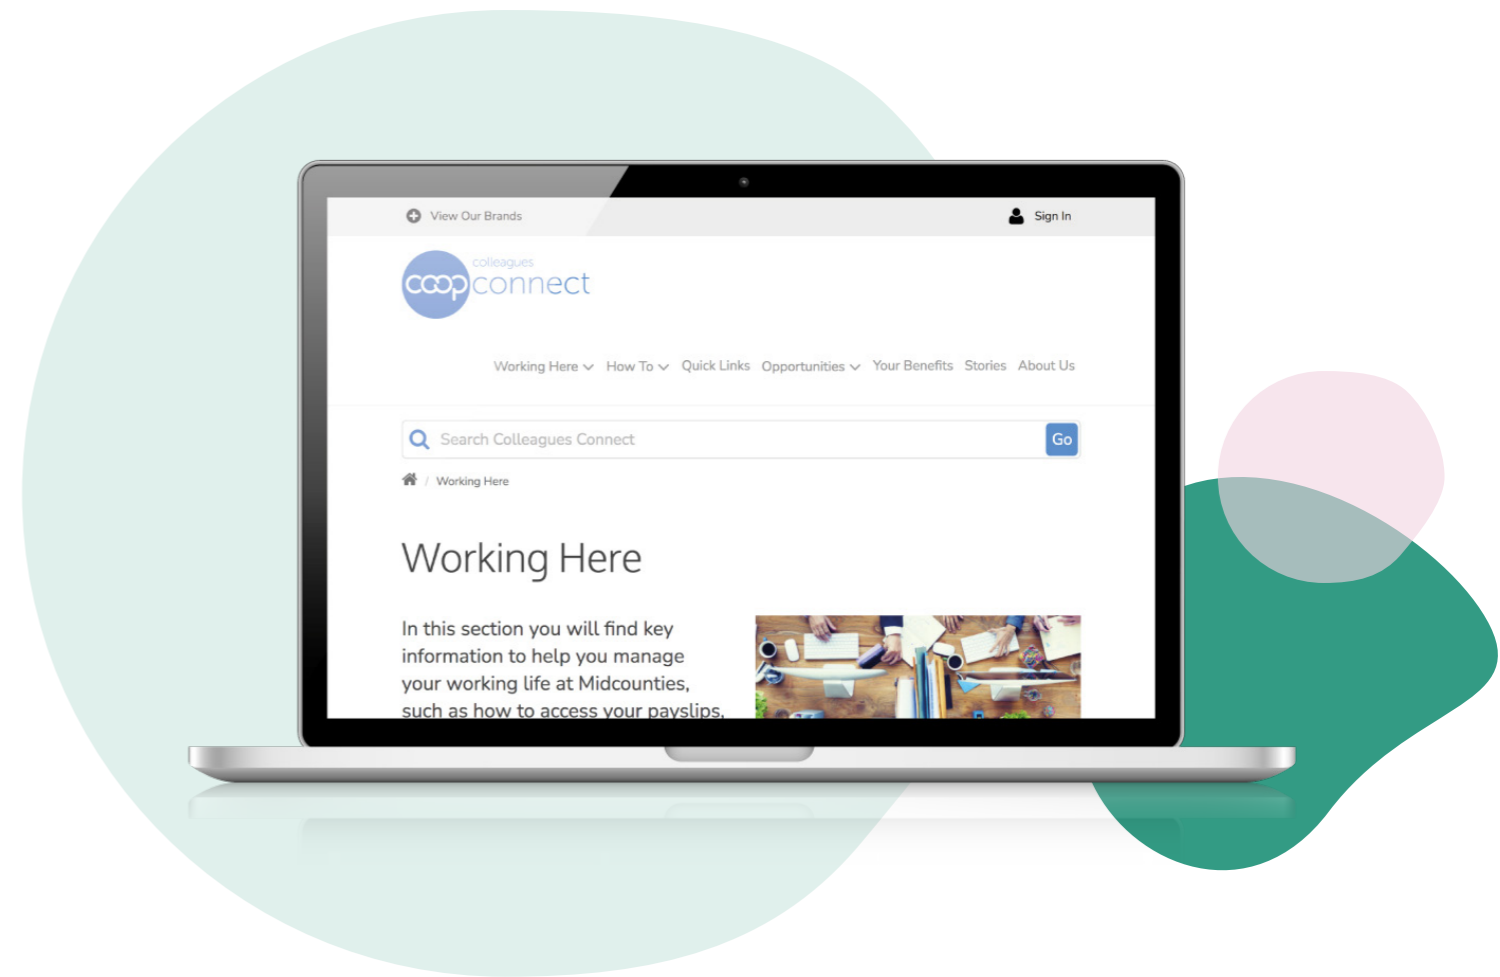 View Our Brands
Sign In
colleagues
coop connect
Working Here How To Quick Links Opportunities Your Benefits Stories About Us
Search Colleagues Connect
Go
/ Working Here
Working Here
In this section you will find key
information to help you manage
your working life at Midcounties,
such as how to access your payslips,